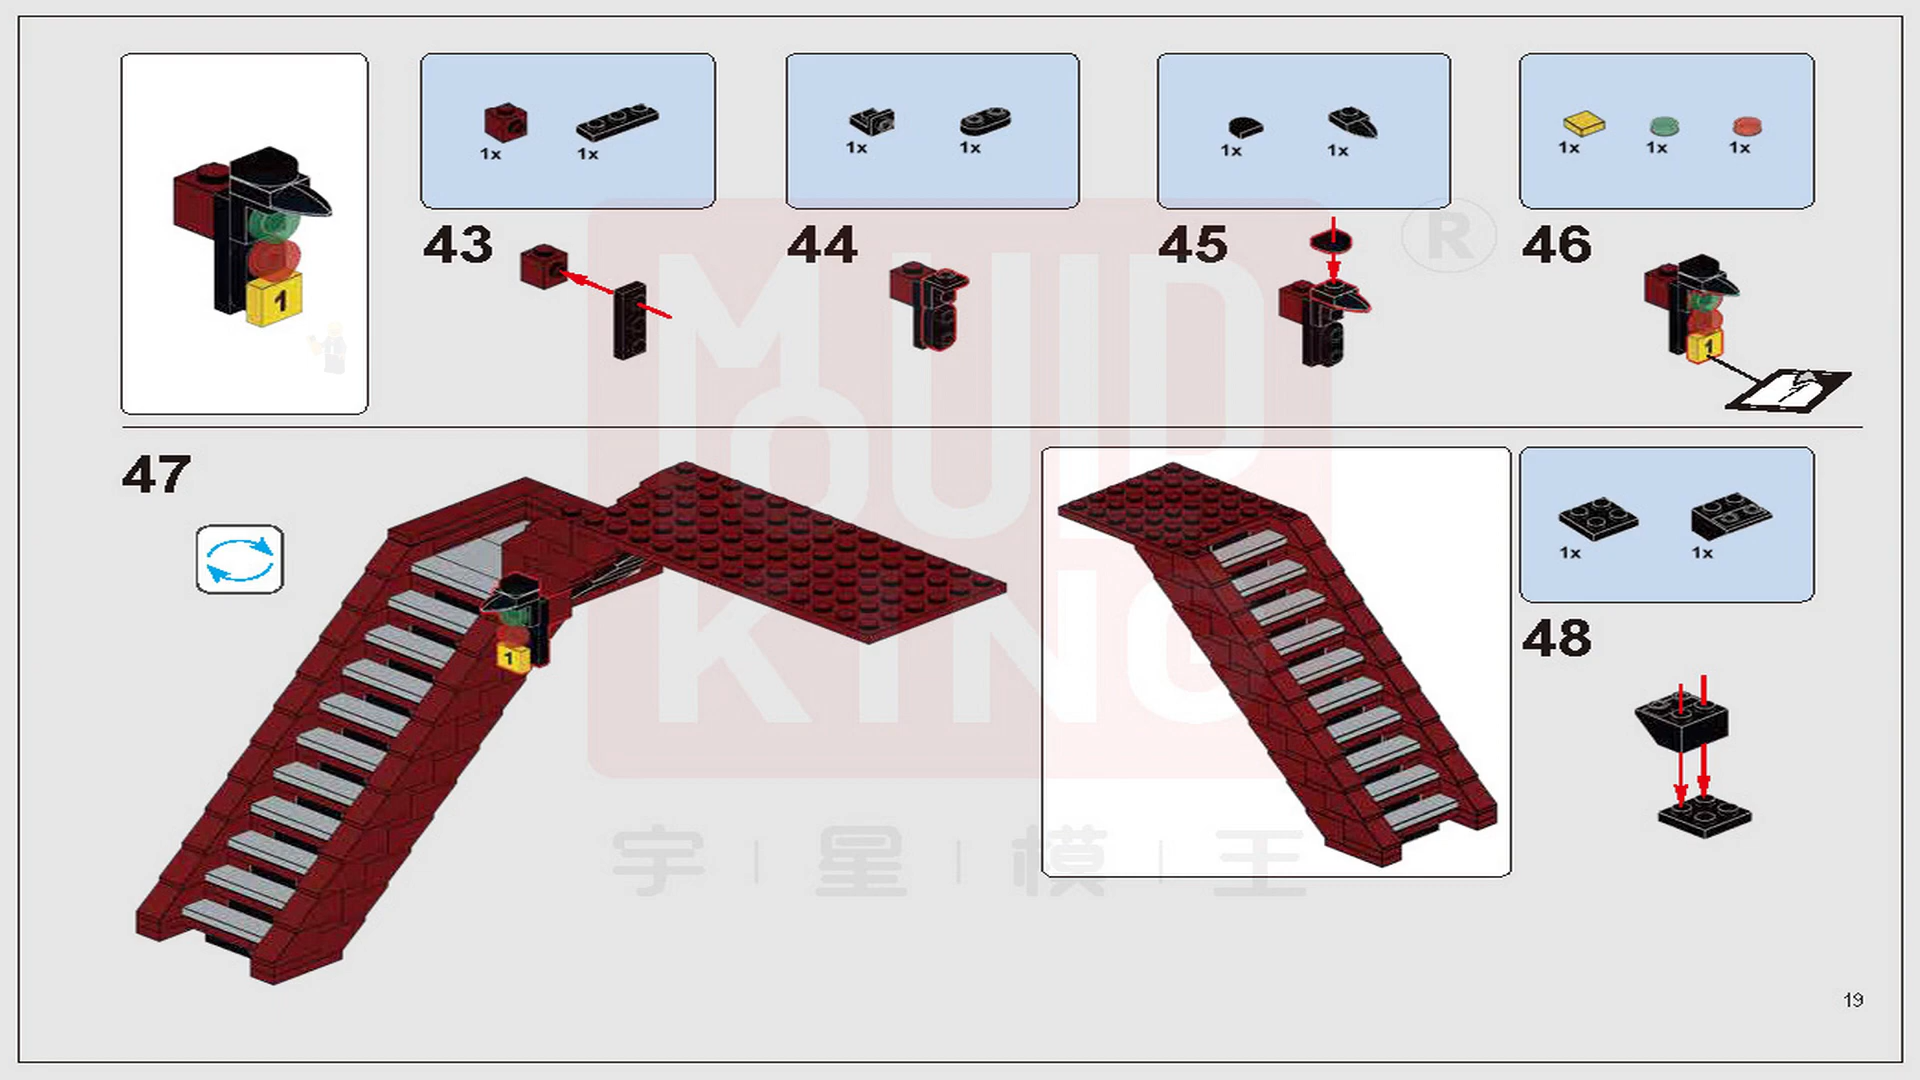 1
1x 1x
43
1x 1x
44
1x 1x
45
1x 1x 1x
46
1
®
MOULD
KING
宇|星|模|王
47
1
1x 1x
48
19